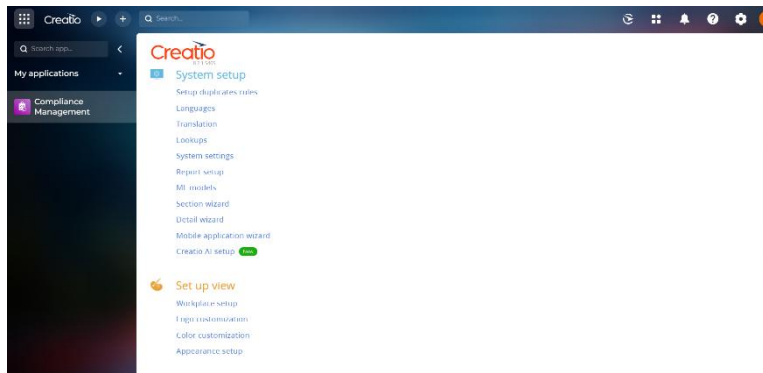 Creatio
Search...
Search app...
My applications
Compliance
Management
Creatio
System setup
Setup duplicates rules
Languages
Translation
Lookups
System settings
Report setup
ML models
Section wizard
Detail wizard
Mobile application wizard
Creatio AI setup New
Set up view
Workplace setup
Logo customization
Color customization
Appearance setup